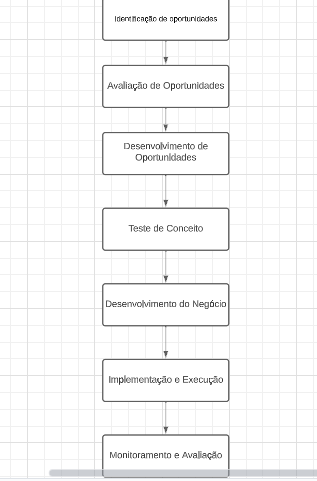 Identificação de oportunidades
Avaliação de Oportunidades
Desenvolvimento de
Oportunidades
Teste de Conceito
Desenvolvimento do Negócio
Implementação e Execução
Monitoramento e Avaliação